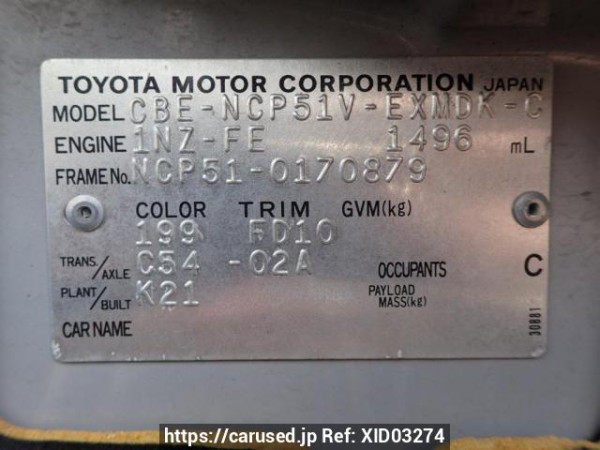 TOYOTA MOTOR CORPORATION JAPAN
MODEL CBE-NCP51V-EXMDK-C
ENGINE 1NZ-FE 1496 mL
FRAME No. NCP51-0170879
COLOR TRIM GVM(kg)
199 FD10
TRANS./AXLE C54 -02A OCCUPANTS C
PLANT/BUILT K21 PAYLOAD MASS(kg)
CAR NAME
30881
https://carused.jp Ref: XID03274